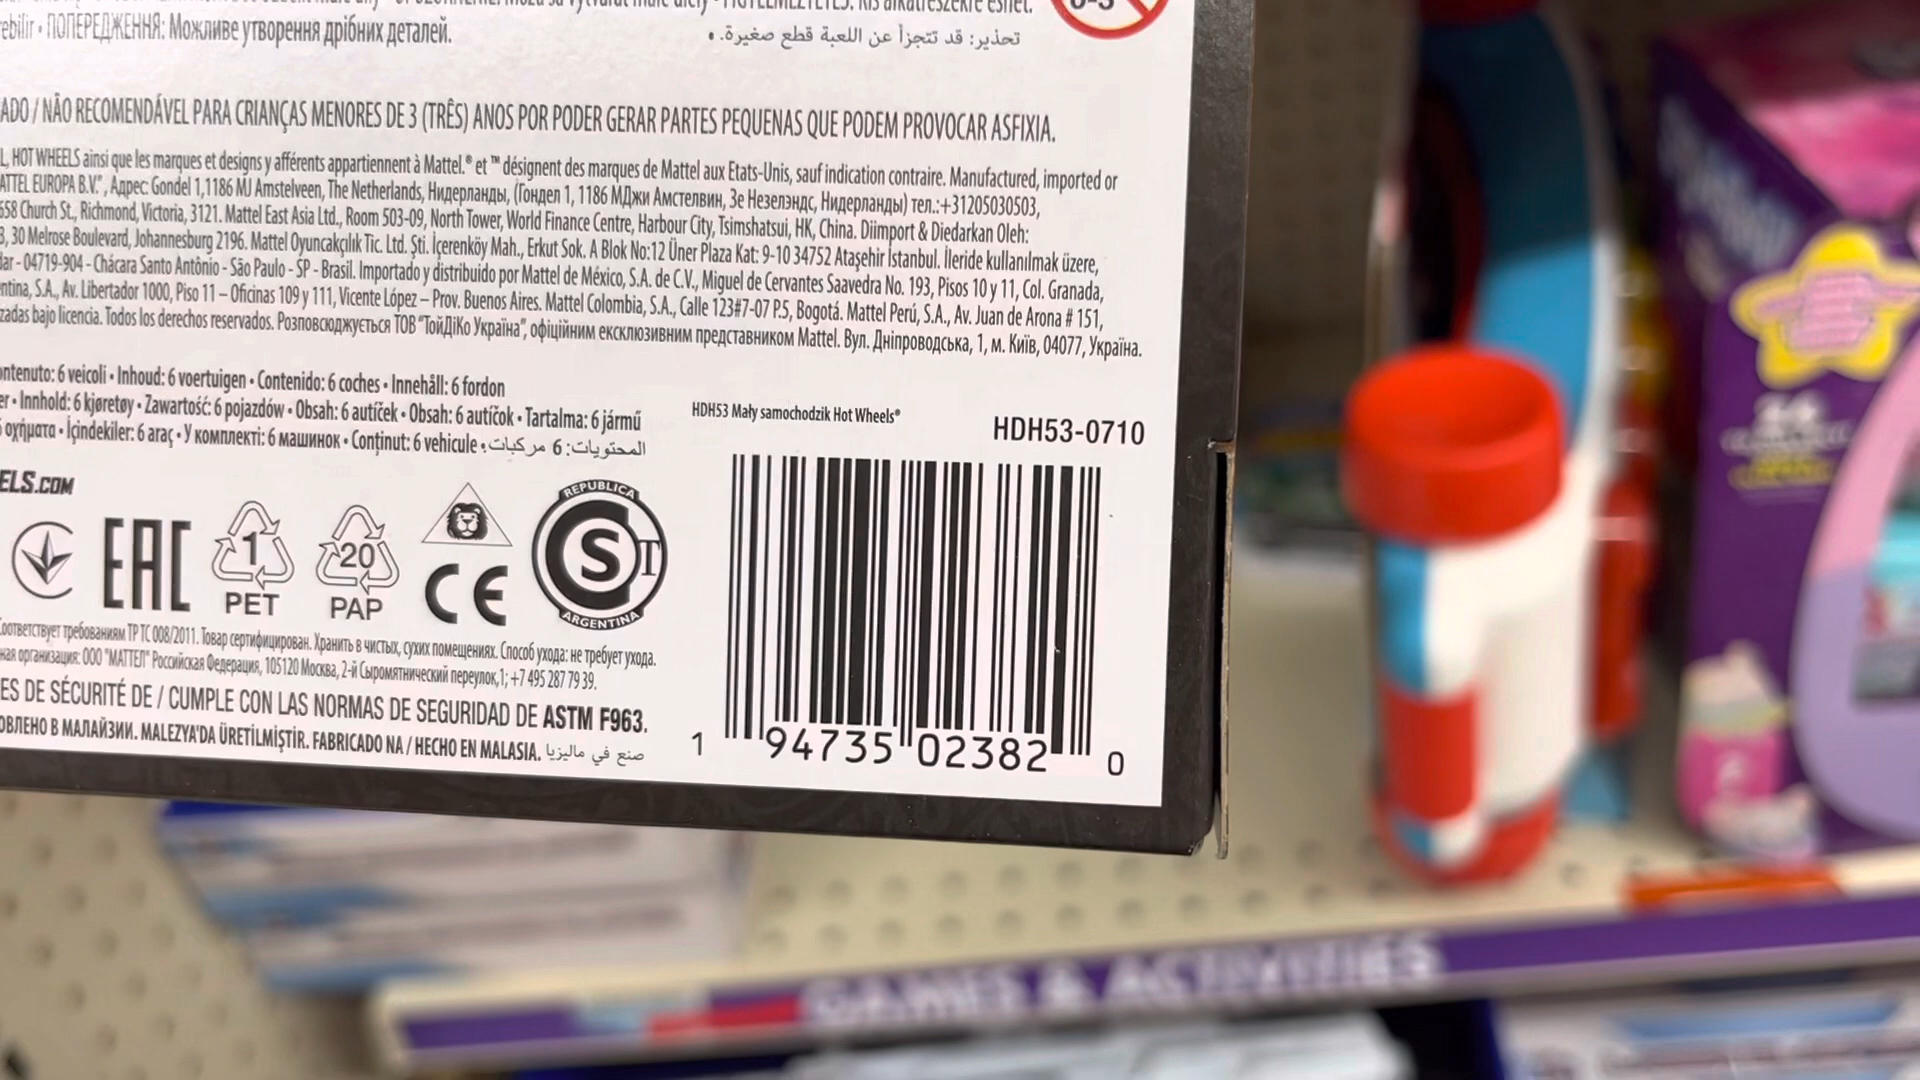 ebilir • ПОПЕРЕДЖЕННЯ: Можливе утворення дрібних деталей.
تحذير: قد تتجزأ عن اللعبة قطع صغيرة. •
0-3
ADO / NÃO RECOMENDÁVEL PARA CRIANÇAS MENORES DE 3 (TRÊS) ANOS POR PODER GERAR PARTES PEQUENAS QUE PODEM PROVOCAR ASFIXIA.
L, HOT WHEELS ainsi que les marques et designs y afférents appartiennent à Mattel.® et ™ désignent des marques de Mattel aux Etats-Unis, sauf indication contraire. Manufactured, imported or
ATTEL EUROPA B.V.", Адрес: Gondel 1,1186 MJ Amstelveen, The Netherlands, Нидерланды, (Гондел 1, 1186 МДжи Амстелвин, Зе Незелэндс, Нидерланды) тел.:+31205030503,
658 Church St., Richmond, Victoria, 3121. Mattel East Asia Ltd., Room 503-09, North Tower, World Finance Centre, Harbour City, Tsimshatsui, HK, China. Diimport & Diedarkan Oleh:
3, 30 Melrose Boulevard, Johannesburg 2196. Mattel Oyuncakçılık Tic. Ltd. Şti. İçerenköy Mah., Erkut Sok. A Blok No:12 Üner Plaza Kat: 9-10 34752 Ataşehir İstanbul. İleride kullanılmak üzere,
dar - 04719-904 - Chácara Santo Antônio - São Paulo - SP - Brasil. Importado y distribuido por Mattel de México, S.A. de C.V., Miguel de Cervantes Saavedra No. 193, Pisos 10 y 11, Col. Granada,
entina, S.A., Av. Libertador 1000, Piso 11 – Oficinas 109 y 111, Vicente López – Prov. Buenos Aires. Mattel Colombia, S.A., Calle 123#7-07 P.5, Bogotá. Mattel Perú, S.A., Av. Juan de Arona # 151,
zadas bajo licencia. Todos los derechos reservados. Розповсюджується ТОВ "ТойДіКо Україна", офіційним ексклюзивним представником Mattel. Вул. Дніпроводська, 1, м. Київ, 04077, Україна.
ontenuto: 6 veicoli • Inhoud: 6 voertuigen • Contenido: 6 coches • Innehåll: 6 fordon
er • Innhold: 6 kjøretøy • Zawartość: 6 pojazdów • Obsah: 6 autíček • Obsah: 6 autíčok • Tartalma: 6 jármű
οχήματα • İçindekiler: 6 araç • У комплекті: 6 машинок • Conținut: 6 vehicule • المحتويات: 6 مركبات
HDH53 Mały samochodzik Hot Wheels®
HDH53-0710
ELS.COM
EAC
1
PET
20
PAP
CE
REPUBLICA
S
T
ARGENTINA
Соответствует требованиям ТР ТС 008/2011. Товар сертифицирован. Хранить в чистых, сухих помещениях. Способ ухода: не требует ухода.
ная организация: ООО "МАТТЕЛ" Российская Федерация, 105120 Москва, 2-й Сыромятнический переулок,1; +7 495 287 79 39.
ES DE SÉCURITÉ DE / CUMPLE CON LAS NORMAS DE SEGURIDAD DE ASTM F963.
ОВЛЕНО В МАЛАЙЗИИ. MALEZYA'DA ÜRETİLMİŞTİR. FABRICADO NA / HECHO EN MALASIA. صنع في ماليزيا
1 94735 02382 0
GAMES & ACTIVITIES